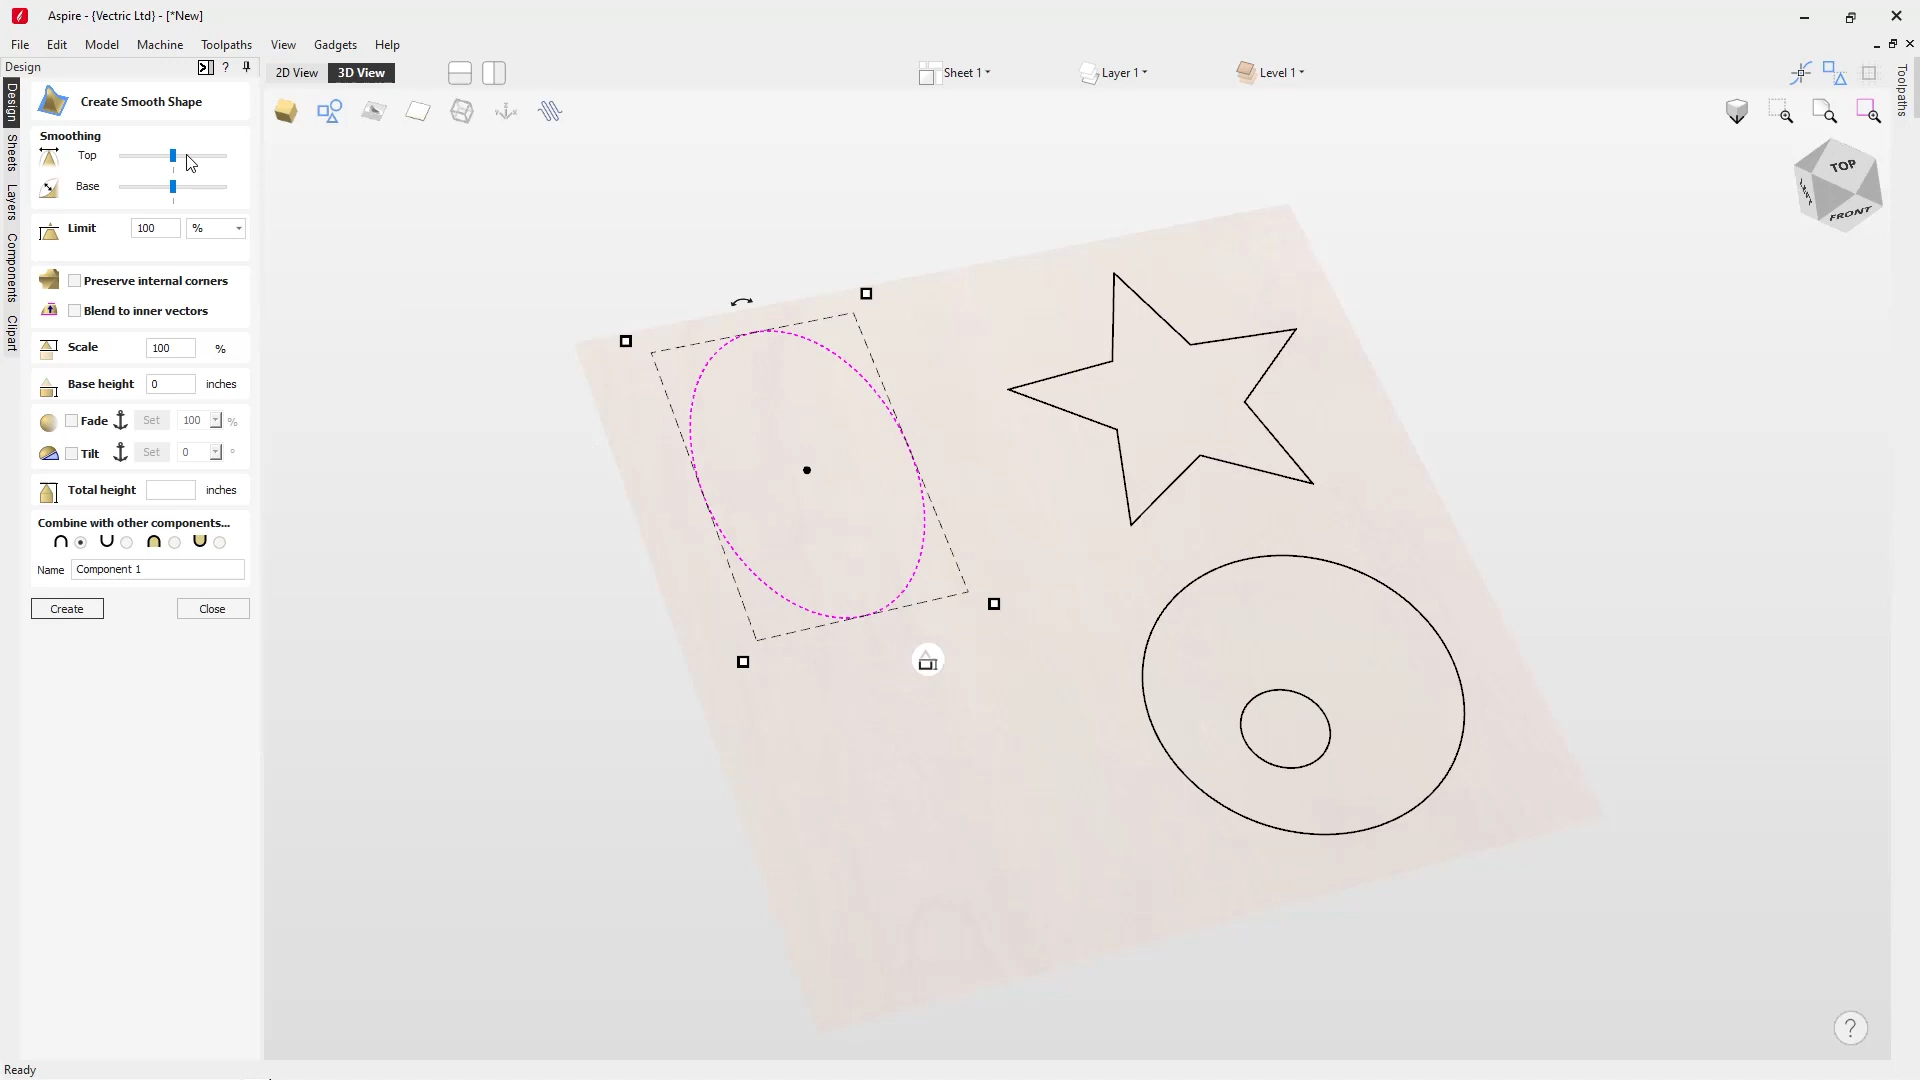 Aspire - {Vectric Ltd} - [*New]
File Edit Model Machine Toolpaths View Gadgets Help
Design ?
2D View 3D View Sheet 1 Layer 1 Level 1
Toolpaths
Design
Sheets
Layers
Components
Clipart
Create Smooth Shape
Smoothing
Top
Base
Limit 100 %
Preserve internal corners
Blend to inner vectors
Scale 100 %
Base height 0 inches
Fade Set 100 %
Tilt Set 0 °
Total height inches
Combine with other components...
Name Component 1
Create Close
TOP
LEFT
FRONT
?
Ready